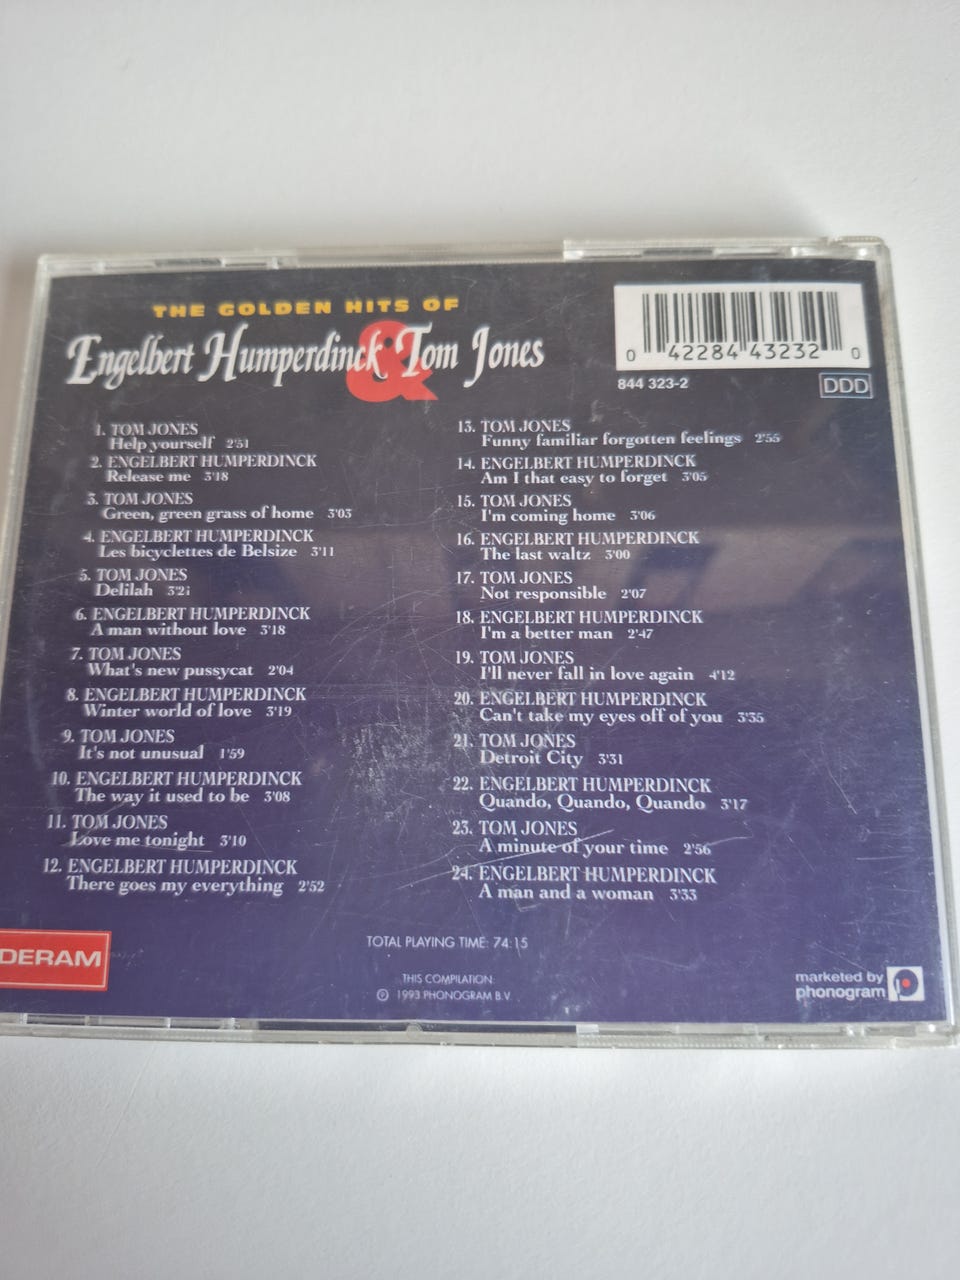 THE GOLDEN HITS OF
Engelbert Humperdinck & Tom Jones
0 42284 43232 0
844 323-2
DDD
1. TOM JONES
Help yourself 2'51
2. ENGELBERT HUMPERDINCK
Release me 3'18
3. TOM JONES
Green, green grass of home 3'03
4. ENGELBERT HUMPERDINCK
Les bicyclettes de Belsize 3'11
5. TOM JONES
Delilah 3'21
6. ENGELBERT HUMPERDINCK
A man without love 3'18
7. TOM JONES
What's new pussycat 2'04
8. ENGELBERT HUMPERDINCK
Winter world of love 3'19
9. TOM JONES
It's not unusual 1'59
10. ENGELBERT HUMPERDINCK
The way it used to be 3'08
11. TOM JONES
Love me tonight 3'10
12. ENGELBERT HUMPERDINCK
There goes my everything 2'52
13. TOM JONES
Funny familiar forgotten feelings 2'55
14. ENGELBERT HUMPERDINCK
Am I that easy to forget 3'05
15. TOM JONES
I'm coming home 3'06
16. ENGELBERT HUMPERDINCK
The last waltz 3'00
17. TOM JONES
Not responsible 2'07
18. ENGELBERT HUMPERDINCK
I'm a better man 2'47
19. TOM JONES
I'll never fall in love again 4'12
20. ENGELBERT HUMPERDINCK
Can't take my eyes off of you 3'35
21. TOM JONES
Detroit City 3'31
22. ENGELBERT HUMPERDINCK
Quando, Quando, Quando 3'17
23. TOM JONES
A minute of your time 2'56
24. ENGELBERT HUMPERDINCK
A man and a woman 3'33
DERAM
TOTAL PLAYING TIME: 74:15
THIS COMPILATION:
℗ 1993 PHONOGRAM B.V.
marketed by
phonogram